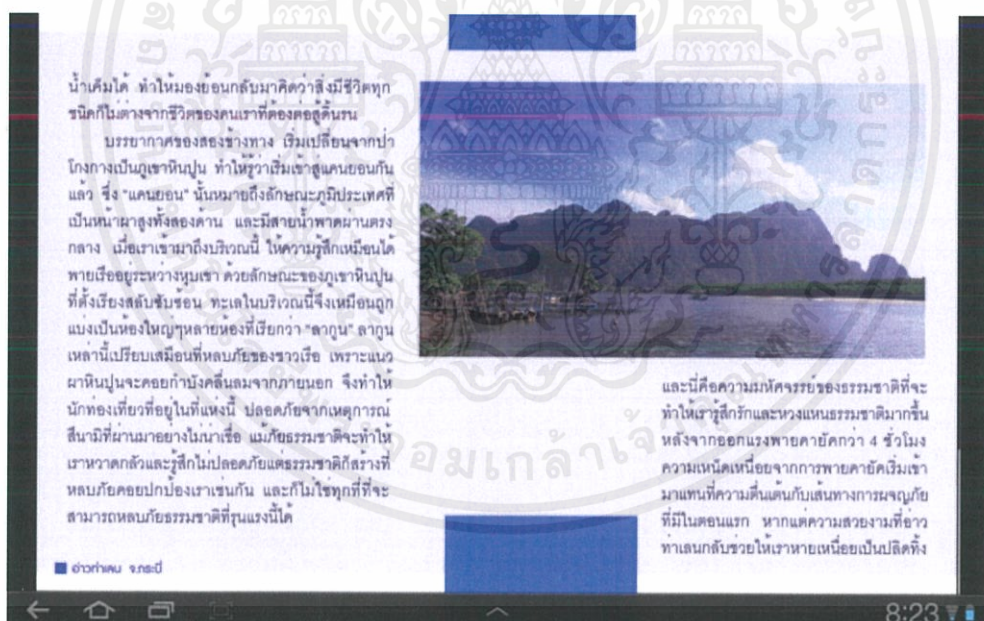 น้ำเค็มได้ ทำให้มองย้อนกลับมาคิดว่าสิ่งมีชีวิตทุก
ชนิดก็ไม่ต่างจากชีวิตของคนเราที่ต้องต่อสู้ดิ้นรน
บรรยากาศของสองข้างทาง เริ่มเปลี่ยนจากป่า
โกงกางเป็นภูเขาหินปูน ทำให้รู้ว่าเริ่มเข้าสู่แคนยอนกัน
แล้ว ซึ่ง "แคนยอน" นั้นหมายถึงลักษณะภูมิประเทศที่
เป็นหน้าผาสูงทั้งสองด้าน และมีสายน้ำพาดผ่านตรง
กลาง เมื่อเราเข้ามาถึงบริเวณนี้ ให้ความรู้สึกเหมือนได้
พายเรืออยู่ระหว่างหุบเขา ด้วยลักษณะของภูเขาหินปูน
ที่ตั้งเรียงสลับซับซ้อน ทะเลในบริเวณนี้จึงเหมือนถูก
แบ่งเป็นห้องใหญ่ๆหลายห้องที่เรียกว่า "ลากูน" ลากูน
เหล่านี้เปรียบเสมือนที่หลบภัยของชาวเรือ เพราะแนว
ผาหินปูนจะคอยกำบังคลื่นลมจากภายนอก จึงทำให้
นักท่องเที่ยวที่อยู่ในที่แห่งนี้ ปลอดภัยจากเหตุการณ์
สึนามิที่ผ่านมาอย่างไม่น่าเชื่อ แม้ภัยธรรมชาติจะทำให้
เราหวาดกลัวและรู้สึกไม่ปลอดภัยแต่ธรรมชาติก็สร้างที่
หลบภัยคอยปกป้องเราเช่นกัน และก็ไม่ใช่ทุกที่ที่จะ
สามารถหลบภัยธรรมชาติที่รุนแรงนี้ได้
อ่าวท่าเลน จ.กระบี่
และนี่คือความมหัศจรรย์ของธรรมชาติที่จะ
ทำให้เรารู้สึกรักและหวงแหนธรรมชาติมากขึ้น
หลังจากออกแรงพายคายัคกว่า 4 ชั่วโมง
ความเหน็ดเหนื่อยจากการพายคายัคเริ่มเข้า
มาแทนที่ความตื่นเต้นกับเส้นทางการผจญภัย
ที่มีในตอนแรก หากแต่ความสวยงามที่อ่าว
ท่าเลนกลับช่วยให้เราหายเหนื่อยเป็นปลิดทิ้ง
8:23